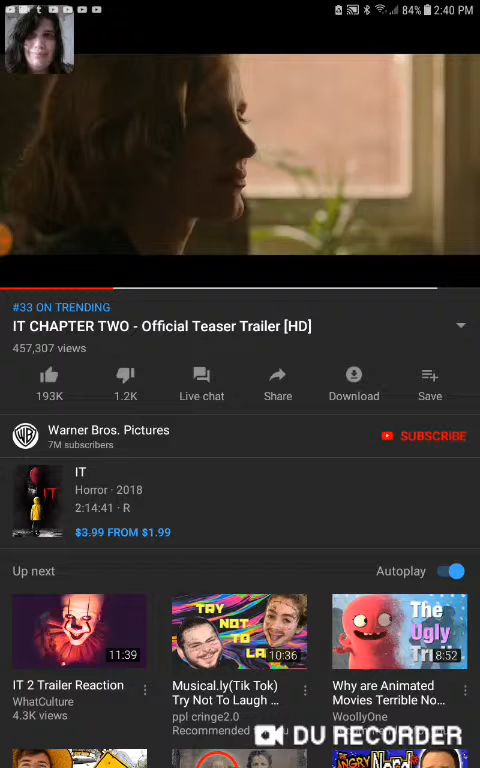 84% 2:40 PM
#33 ON TRENDING
IT CHAPTER TWO - Official Teaser Trailer [HD]
457,307 views
193K 1.2K Live chat Share Download Save
Warner Bros. Pictures
7M subscribers
SUBSCRIBE
IT
IT
Horror · 2018
2:14:41 · R
$3.99 FROM $1.99
Up next Autoplay
11:39
TRY
NOT
TO
LA
10:36
The
Ugly
8:52
IT 2 Trailer Reaction
WhatCulture
4.3K views
Musical.ly(Tik Tok)
Try Not To Laugh ...
ppl cringe2.0
Recommended
Why are Animated
Movies Terrible No...
WoollyOne
DU RECORDER
ANGRY